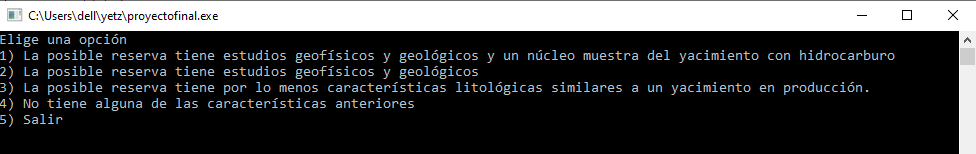 C:\Users\dell\yetz\proyectofinal.exe
Elige una opción
1) La posible reserva tiene estudios geofísicos y geológicos y un núcleo muestra del yacimiento con hidrocarburo
2) La posible reserva tiene estudios geofísicos y geológicos
3) La posible reserva tiene por lo menos características litológicas similares a un yacimiento en producción.
4) No tiene alguna de las características anteriores
5) Salir